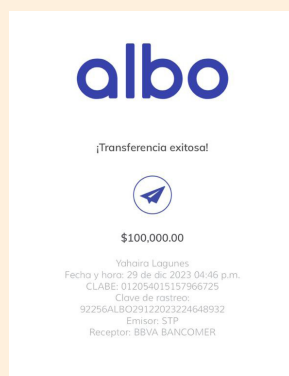 albo
¡Transferencia exitosa!
$100,000.00
Yahaira Lagunes
Fecha y hora: 29 de dic 2023 04:46 p.m.
CLABE: 012054015157966725
Clave de rastreo:
92256ALBO29122023224648932
Emisor: STP
Receptor: BBVA BANCOMER